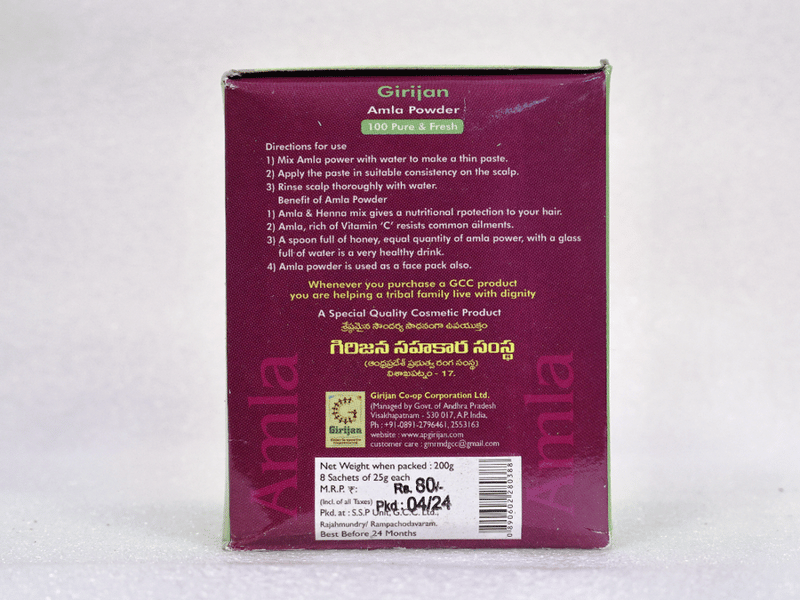 Girijan
Amla Powder
100 Pure & Fresh
Directions for use
1) Mix Amla power with water to make a thin paste.
2) Apply the paste in suitable consistency on the scalp.
3) Rinse scalp thoroughly with water.
Benefit of Amla Powder
1) Amla & Henna mix gives a nutritional rpotection to your hair.
2) Amla, rich of Vitamin ‘C’ resists common ailments.
3) A spoon full of honey, equal quantity of amla power, with a glass
full of water is a very healthy drink.
4) Amla powder is used as a face pack also.
Whenever you purchase a GCC product
you are helping a tribal family live with dignity
A Special Quality Cosmetic Product
శ్రేష్ఠమైన సౌందర్య సాధనంగా ఉపయుక్తం
గిరిజన సహకార సంస్థ
(ఆంధ్రప్రదేశ్ ప్రభుత్వ రంగ సంస్థ)
విశాఖపట్నం - 17.
Amla
Amla
Girijan
Girijan Co-op Corporation Ltd.
(Managed by Govt. of Andhra Pradesh
Visakhapatnam - 530 017, A.P. India,
Ph : +91-0891-2796461, 2553163
website : www.apgirijan.com
customer care : gmrmdgcc@gmail.com
Net Weight when packed : 200g
8 Sachets of 25g each
M.R.P. ₹: Rs. 80/-
(Incl. of all Taxes) Pkd : 04/24
Pkd. at : S.S.P Unit, G.C.C. Ltd.,
Rajahmundry/ Rampachodavaram.
Best Before 24 Months